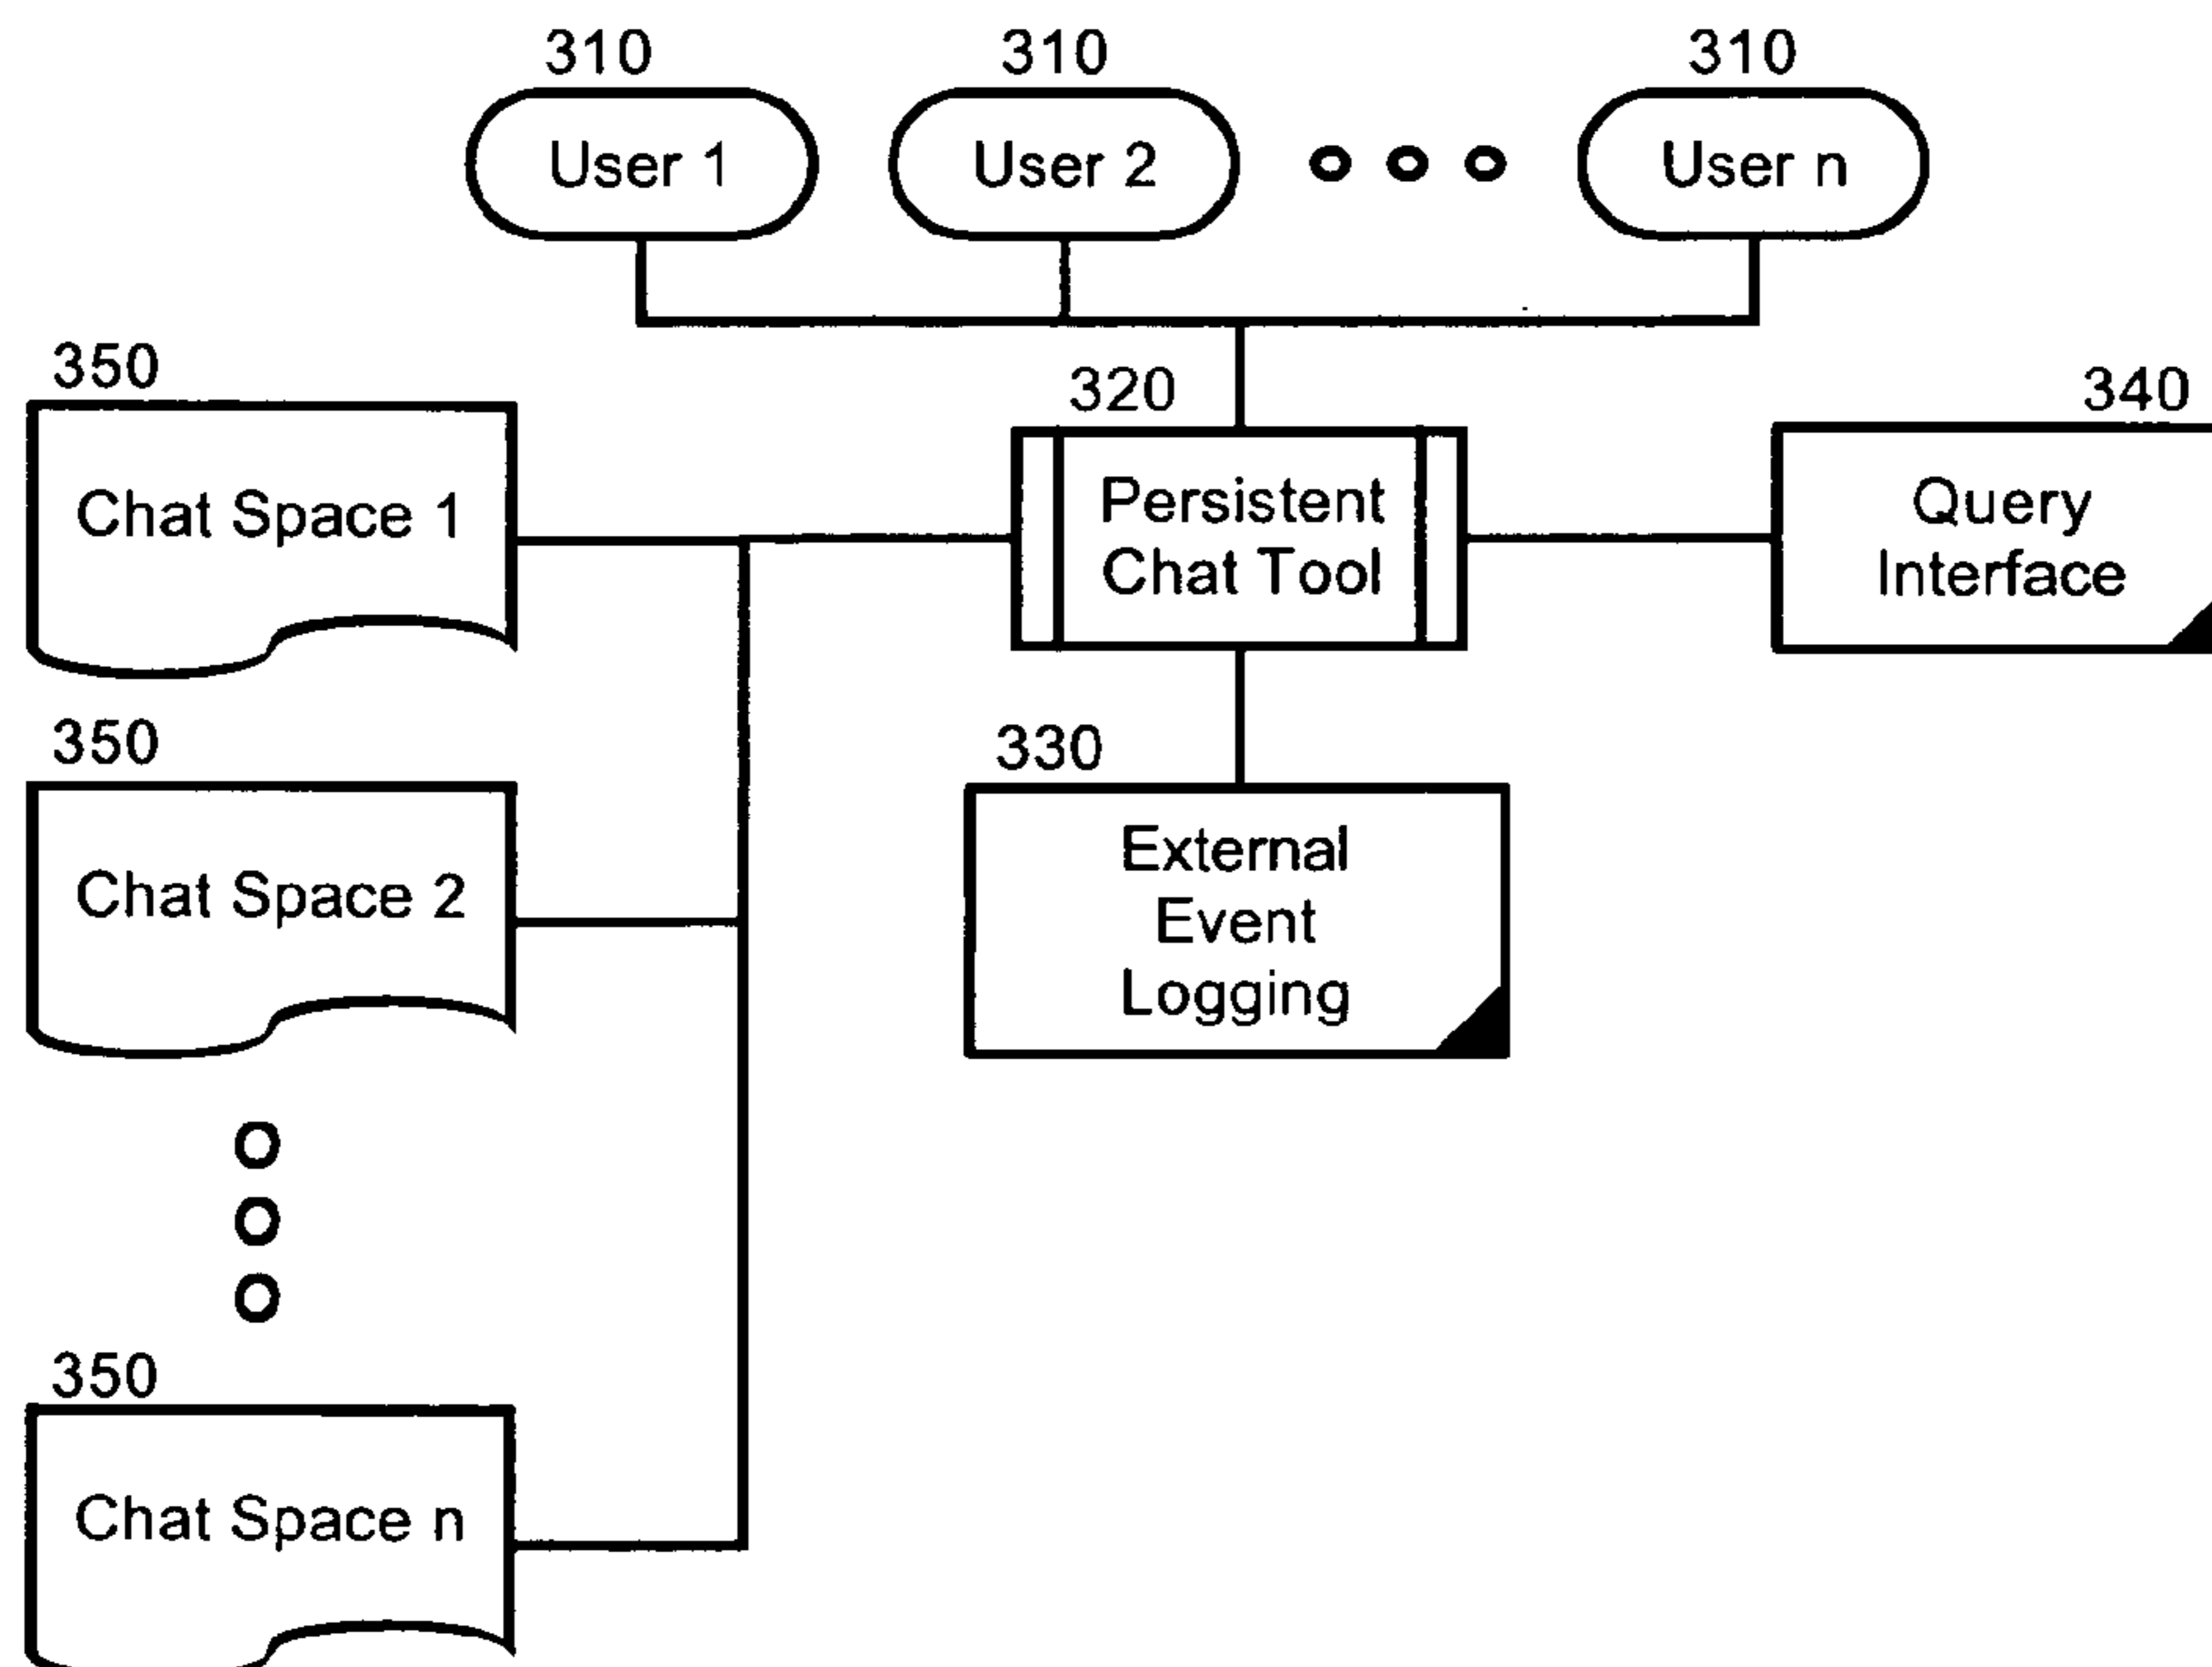 310
310
310
User 1
User 2
User n
350
320
340
Chat Space 1
Persistent
Chat Tool
Query
Interface
350
330
Chat Space 2
External
Event
Logging
350
Chat Space n